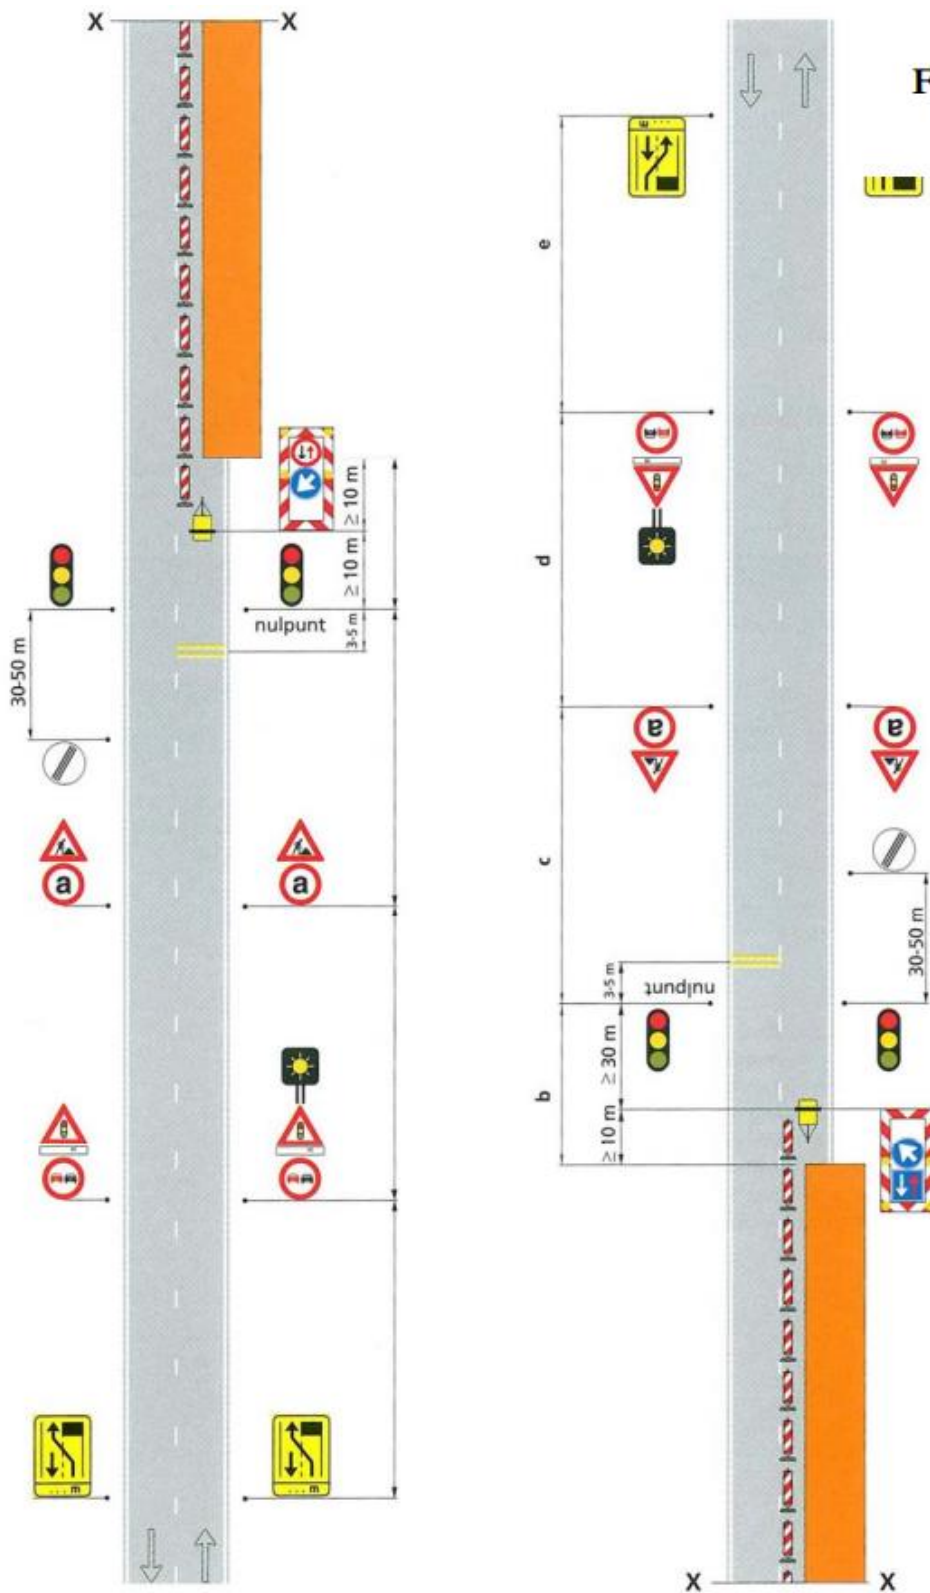 X X
≥ 10 m
≥ 10 m
nulpunt
3-5 m
30-50 m
a a
... m ... m
F
m ...
e
d
a a
c
3-5 m
nulpunt
30-50 m
≥ 30 m
b
≥ 10 m
X X